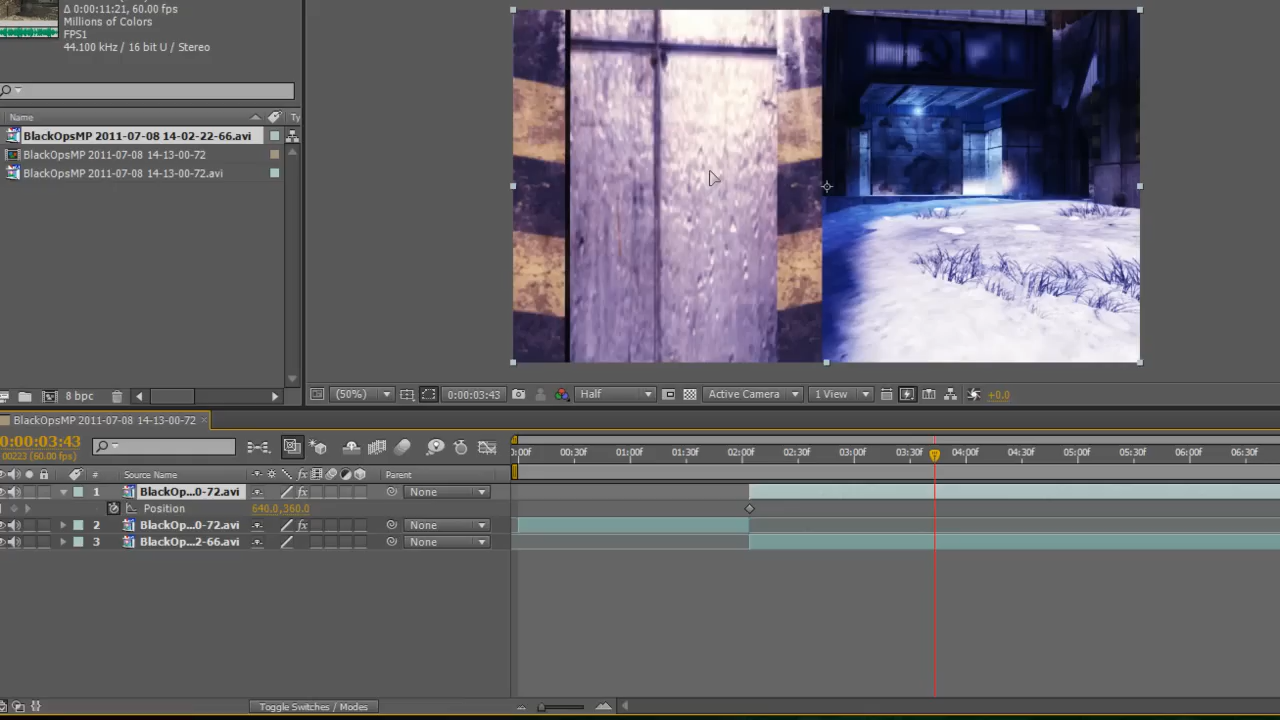 Δ 0:00:11:21, 60.00 fps
Millions of Colors
FPS1
44.100 kHz / 16 bit U / Stereo
Name Ty
BlackOpsMP 2011-07-08 14-02-22-66.avi
BlackOpsMP 2011-07-08 14-13-00-72
BlackOpsMP 2011-07-08 14-13-00-72.avi
8 bpc (50%) 0:00:03:43 Half Active Camera 1 View +0.0
BlackOpsMP 2011-07-08 14-13-00-72 ×
0:00:03:43
00223 (60.00 fps)
0:00f 00:30f 01:00f 01:30f 02:00f 02:30f 03:00f 03:30f 04:00f 04:30f 05:00f 05:30f 06:00f 06:30f
# Source Name fx Parent
1 BlackOp...0-72.avi fx None
Position 640.0,360.0
2 BlackOp...0-72.avi fx None
3 BlackOp...2-66.avi None
Toggle Switches / Modes